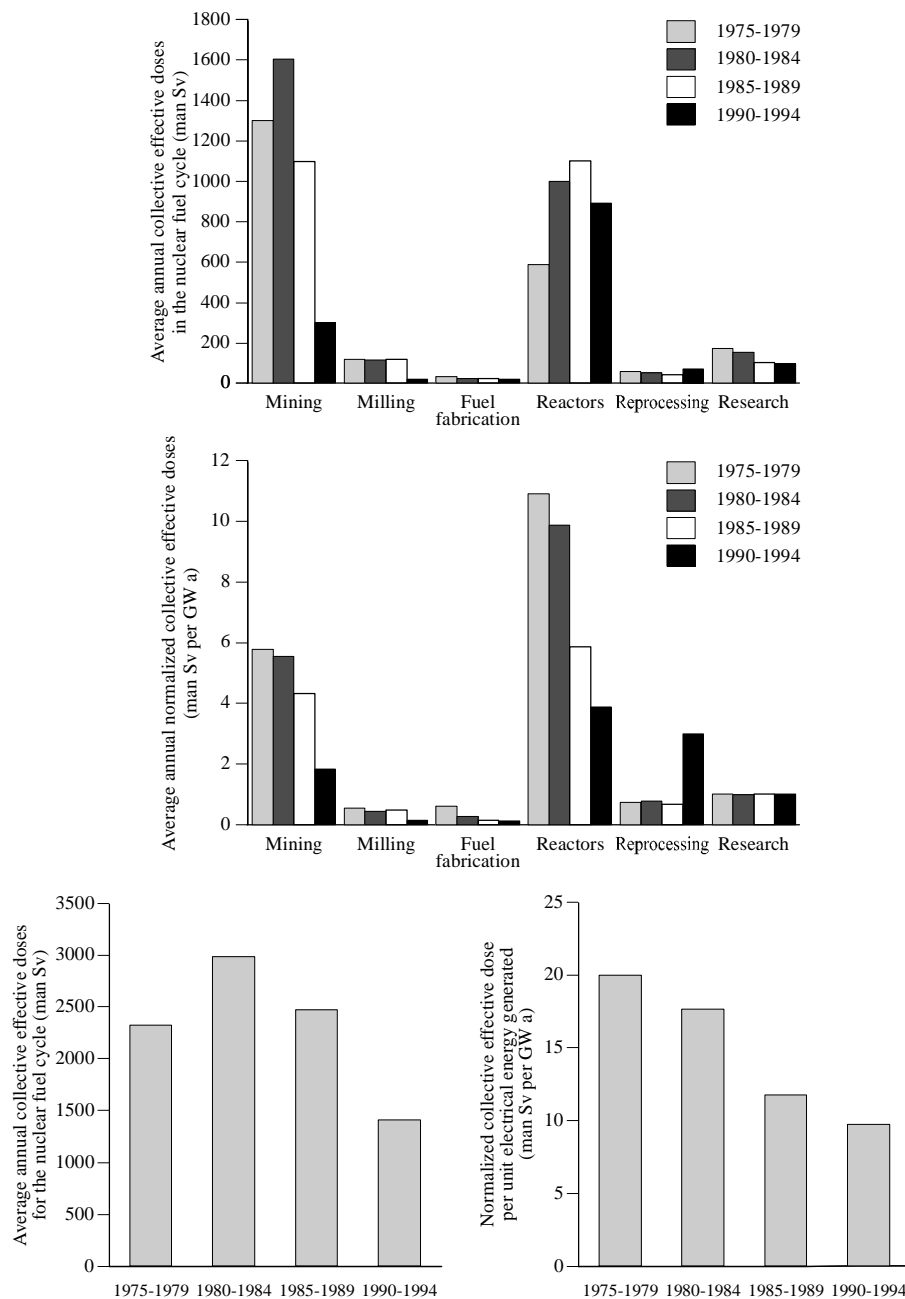 Average annual collective effective doses
in the nuclear fuel cycle (man Sv)
1800
1600
1400
1200
1000
800
600
400
200
0
1975-1979
1980-1984
1985-1989
1990-1994
Mining
Milling
Fuel
fabrication
Reactors
Reprocessing
Research
Average annual normalized collective effective doses
(man Sv per GW a)
12
10
8
6
4
2
0
1975-1979
1980-1984
1985-1989
1990-1994
Mining
Milling
Fuel
fabrication
Reactors
Reprocessing
Research
Average annual collective effective doses
for the nuclear fuel cycle (man Sv)
3500
3000
2500
2000
1500
1000
500
0
1975-1979
1980-1984
1985-1989
1990-1994
Normalized collective effective dose
per unit electrical energy generated
(man Sv per GW a)
25
20
15
10
5
0
1975-1979
1980-1984
1985-1989
1990-1994